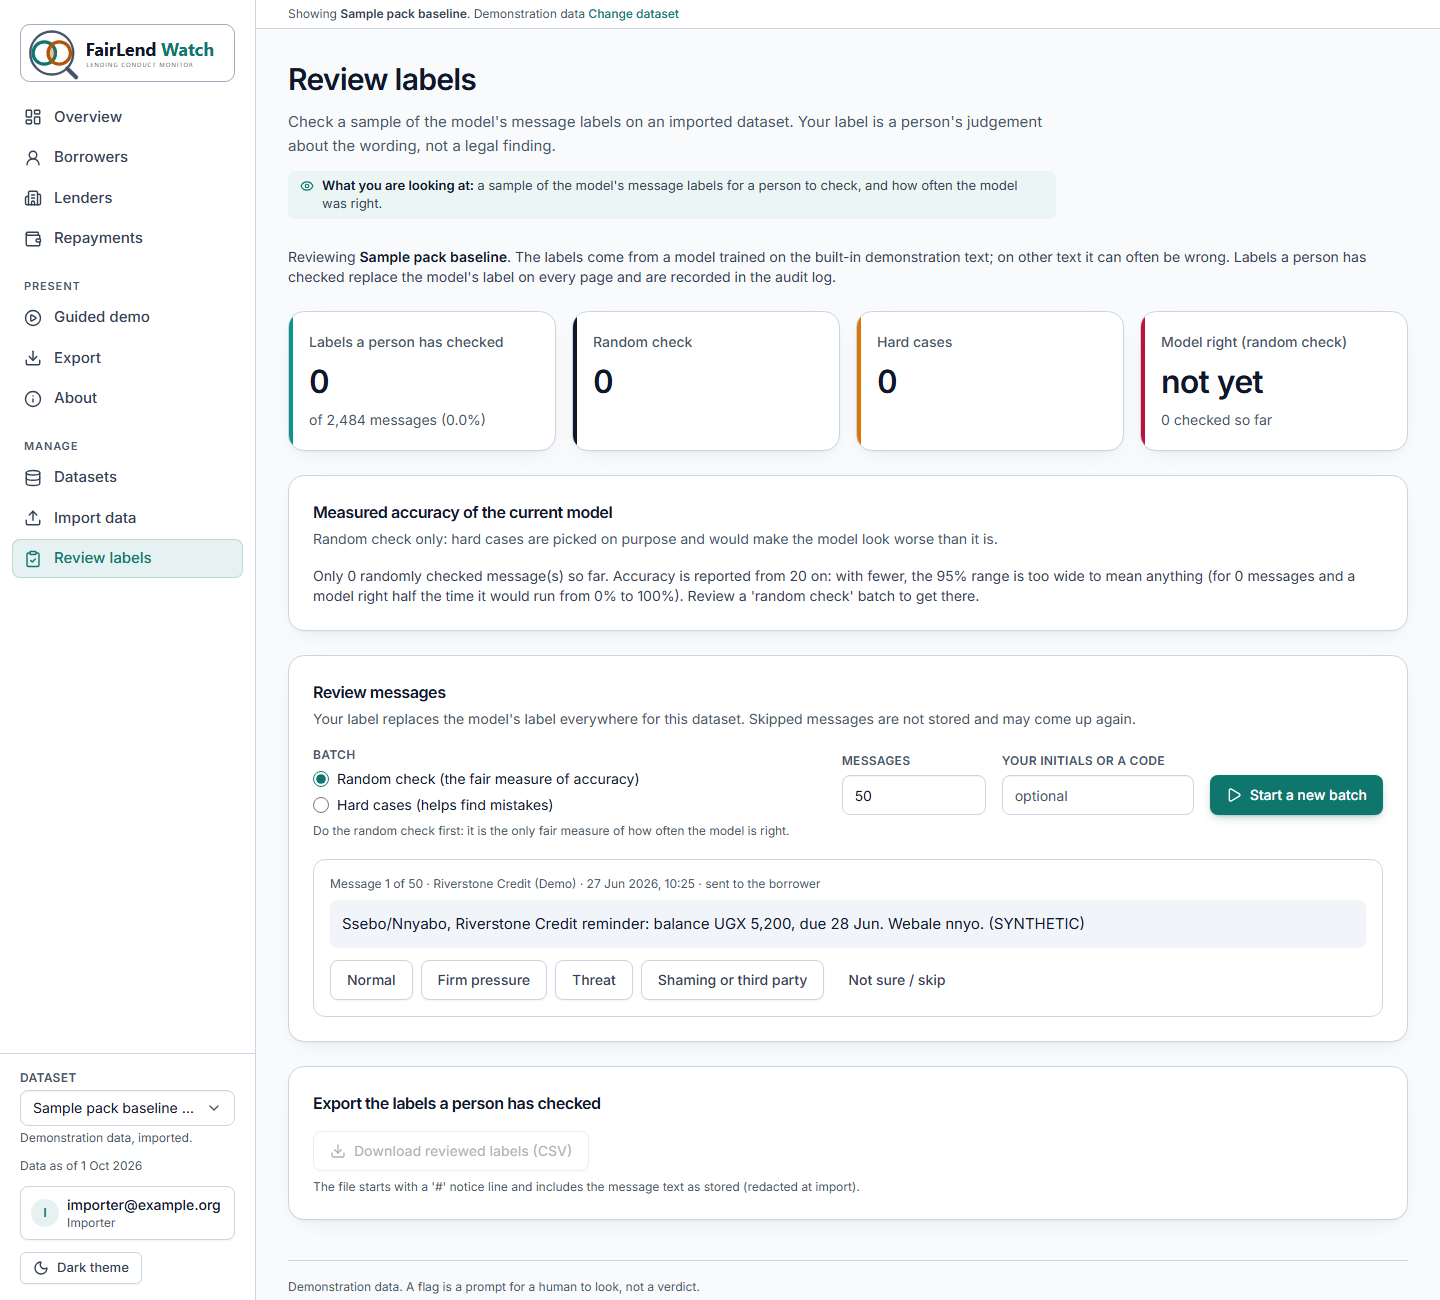 FairLend Watch
LENDING CONDUCT MONITOR
Overview
Borrowers
Lenders
Repayments
PRESENT
Guided demo
Export
About
MANAGE
Datasets
Import data
Review labels
DATASET
Sample pack baseline ...
Demonstration data, imported.
Data as of 1 Oct 2026
I
importer@example.org
Importer
Dark theme
Showing Sample pack baseline. Demonstration data Change dataset
Review labels
Check a sample of the model's message labels on an imported dataset. Your label is a person's judgement
about the wording, not a legal finding.
What you are looking at: a sample of the model's message labels for a person to check, and how often the model
was right.
Reviewing Sample pack baseline. The labels come from a model trained on the built-in demonstration text; on other text it can often be wrong. Labels a person has
checked replace the model's label on every page and are recorded in the audit log.
Labels a person has checked
0
of 2,484 messages (0.0%)
Random check
0
Hard cases
0
Model right (random check)
not yet
0 checked so far
Measured accuracy of the current model
Random check only: hard cases are picked on purpose and would make the model look worse than it is.
Only 0 randomly checked message(s) so far. Accuracy is reported from 20 on: with fewer, the 95% range is too wide to mean anything (for 0 messages and a
model right half the time it would run from 0% to 100%). Review a 'random check' batch to get there.
Review messages
Your label replaces the model's label everywhere for this dataset. Skipped messages are not stored and may come up again.
BATCH
Random check (the fair measure of accuracy)
Hard cases (helps find mistakes)
Do the random check first: it is the only fair measure of how often the model is right.
MESSAGES
50
YOUR INITIALS OR A CODE
optional
Start a new batch
Message 1 of 50 · Riverstone Credit (Demo) · 27 Jun 2026, 10:25 · sent to the borrower
Ssebo/Nnyabo, Riverstone Credit reminder: balance UGX 5,200, due 28 Jun. Webale nnyo. (SYNTHETIC)
Normal
Firm pressure
Threat
Shaming or third party
Not sure / skip
Export the labels a person has checked
Download reviewed labels (CSV)
The file starts with a '#' notice line and includes the message text as stored (redacted at import).
Demonstration data. A flag is a prompt for a human to look, not a verdict.